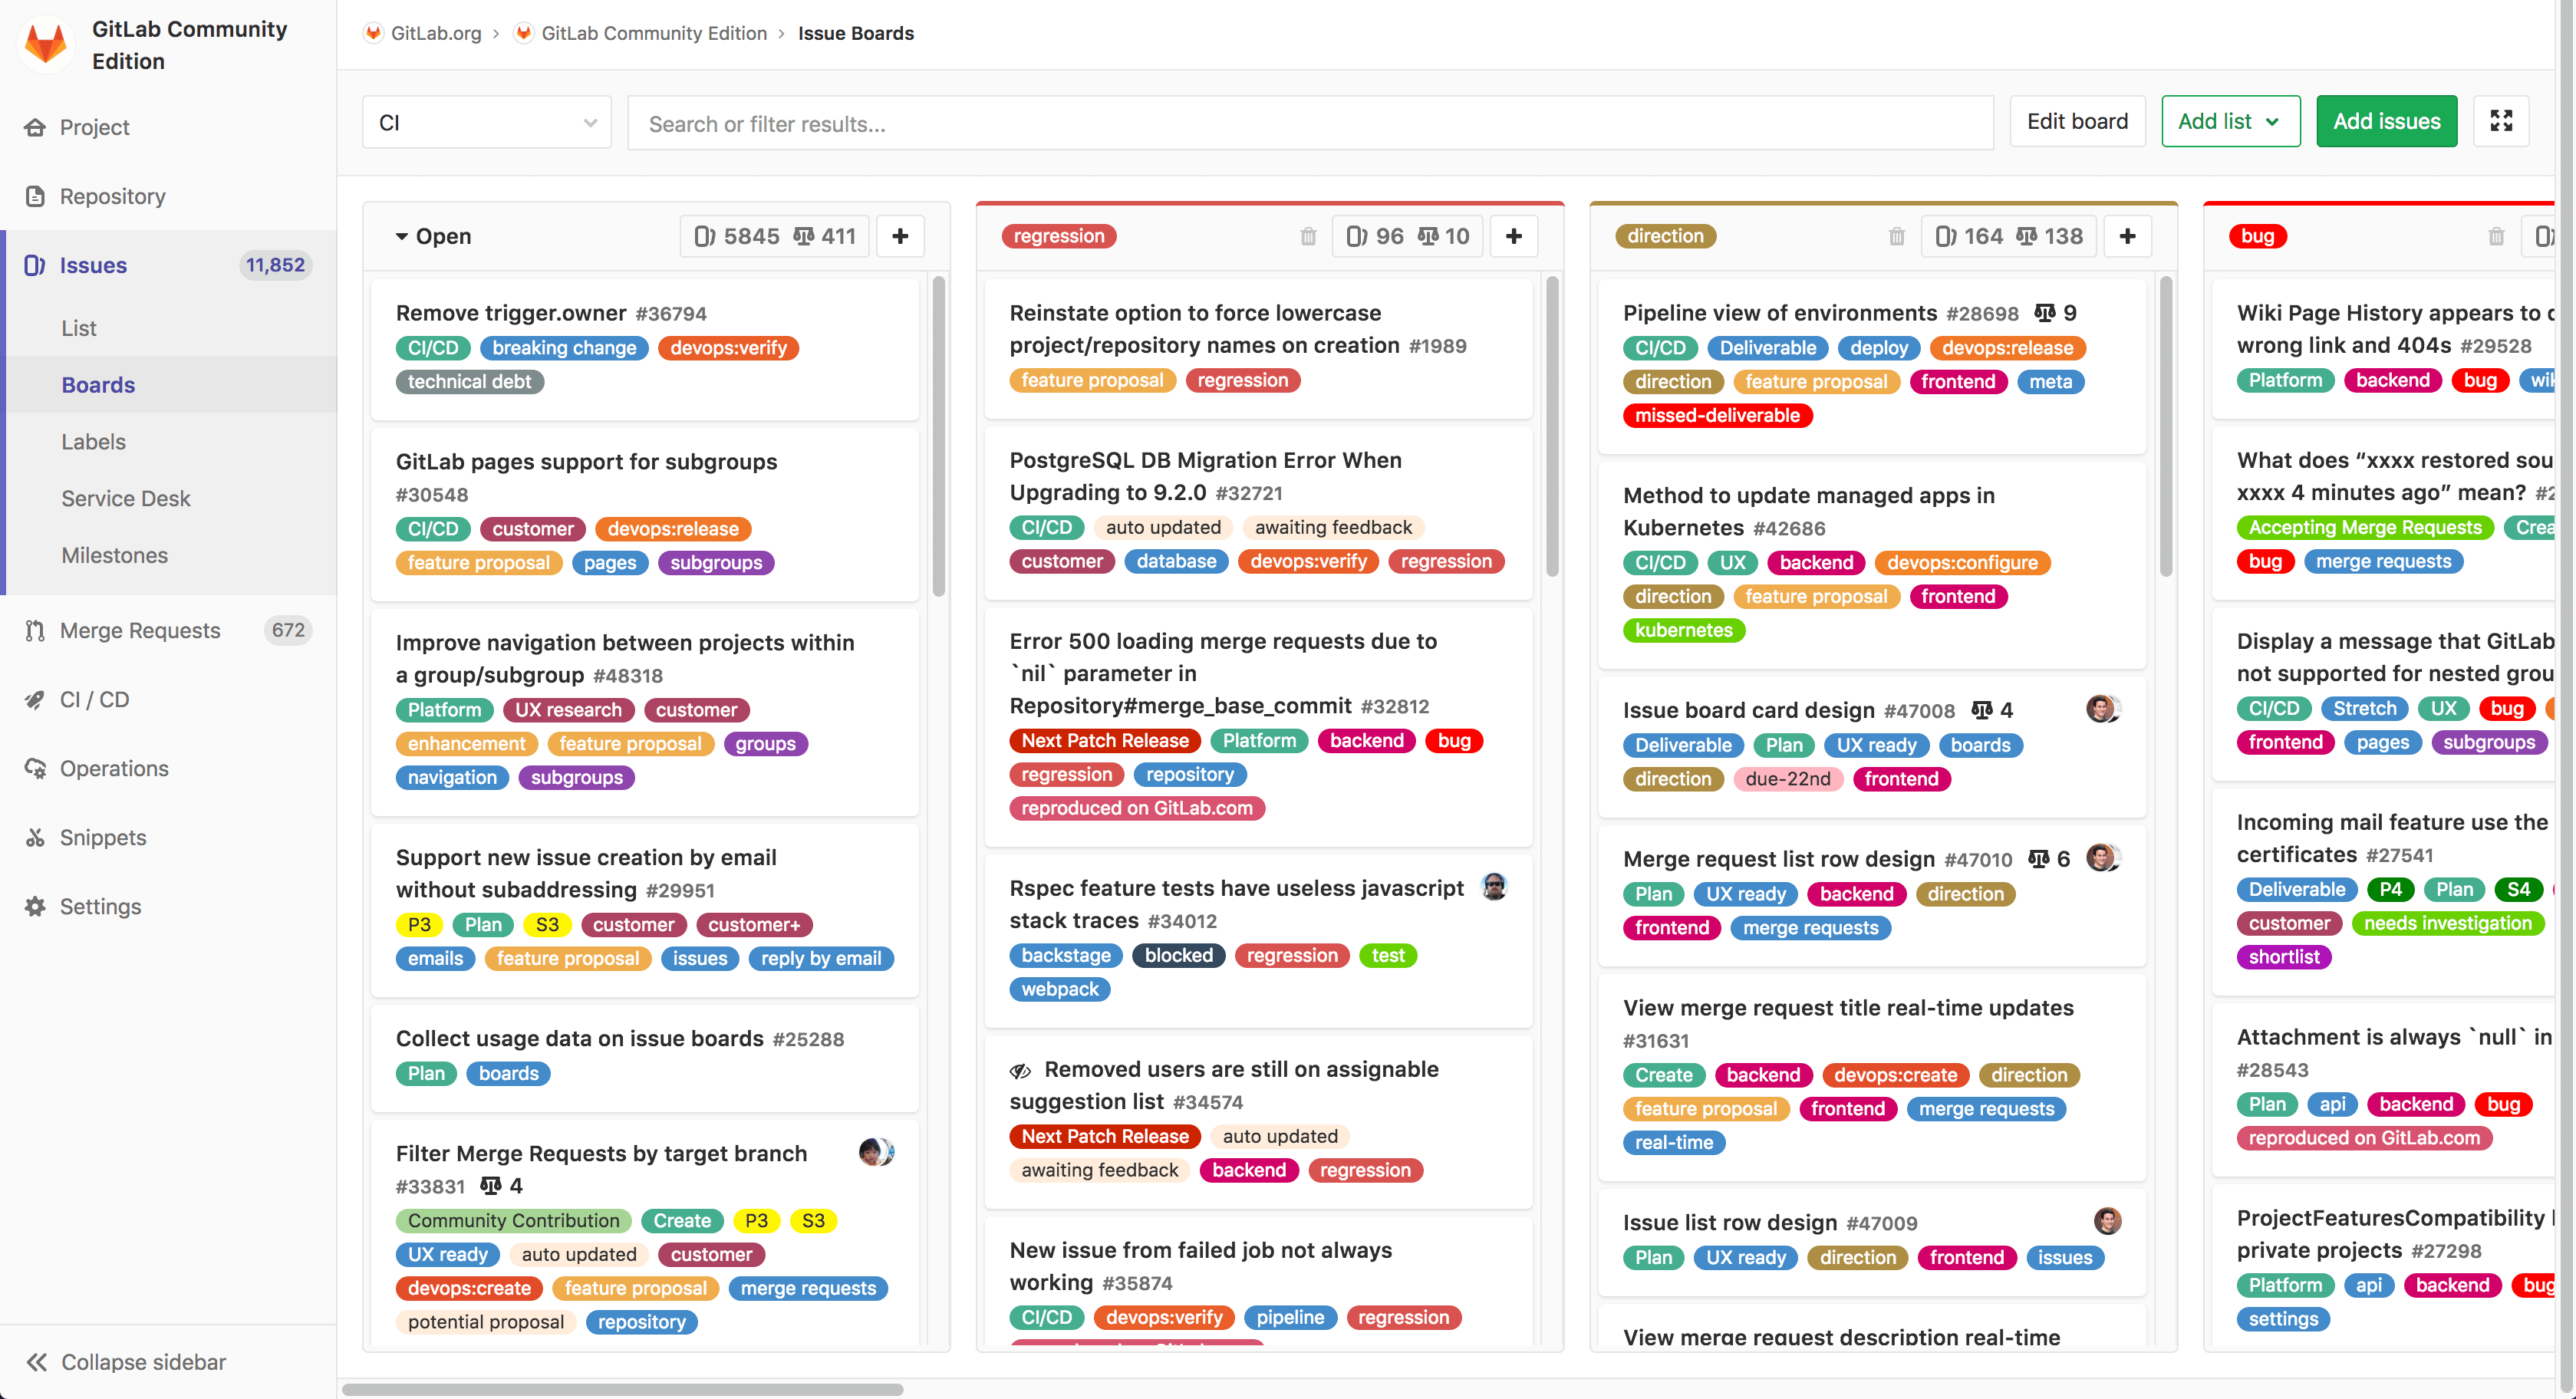 GitLab Community
Edition
Project
Repository
Issues 11,852
List
Boards
Labels
Service Desk
Milestones
Merge Requests 672
CI / CD
Operations
Snippets
Settings
Collapse sidebar
GitLab.org › GitLab Community Edition › Issue Boards
CI
Search or filter results...
Edit board
Add list
Add issues
Open 5845 411
Remove trigger.owner #36794
CI/CD breaking change devops:verify
technical debt
GitLab pages support for subgroups
#30548
CI/CD customer devops:release
feature proposal pages subgroups
Improve navigation between projects within
a group/subgroup #48318
Platform UX research customer
enhancement feature proposal groups
navigation subgroups
Support new issue creation by email
without subaddressing #29951
P3 Plan S3 customer customer+
emails feature proposal issues reply by email
Collect usage data on issue boards #25288
Plan boards
Filter Merge Requests by target branch
#33831 4
Community Contribution Create P3 S3
UX ready auto updated customer
devops:create feature proposal merge requests
potential proposal repository
regression 96 10
Reinstate option to force lowercase
project/repository names on creation #1989
feature proposal regression
PostgreSQL DB Migration Error When
Upgrading to 9.2.0 #32721
CI/CD auto updated awaiting feedback
customer database devops:verify regression
Error 500 loading merge requests due to
`nil` parameter in
Repository#merge_base_commit #32812
Next Patch Release Platform backend bug
regression repository
reproduced on GitLab.com
Rspec feature tests have useless javascript
stack traces #34012
backstage blocked regression test
webpack
Removed users are still on assignable
suggestion list #34574
Next Patch Release auto updated
awaiting feedback backend regression
New issue from failed job not always
working #35874
CI/CD devops:verify pipeline regression
direction 164 138
Pipeline view of environments #28698 9
CI/CD Deliverable deploy devops:release
direction feature proposal frontend meta
missed-deliverable
Method to update managed apps in
Kubernetes #42686
CI/CD UX backend devops:configure
direction feature proposal frontend
kubernetes
Issue board card design #47008 4
Deliverable Plan UX ready boards
direction due-22nd frontend
Merge request list row design #47010 6
Plan UX ready backend direction
frontend merge requests
View merge request title real-time updates
#31631
Create backend devops:create direction
feature proposal frontend merge requests
real-time
Issue list row design #47009
Plan UX ready direction frontend issues
View merge request description real-time
bug
Wiki Page History appears to
wrong link and 404s #29528
Platform backend bug
What does “xxxx restored
xxxx 4 minutes ago” mean?
Accepting Merge Requests
bug merge requests
Display a message that GitLab
not supported for nested
CI/CD Stretch UX bug
frontend pages subgroups
Incoming mail feature use the
certificates #27541
Deliverable P4 Plan S4
customer needs investigation
shortlist
Attachment is always `null` in
#28543
Plan api backend bug
reproduced on GitLab.com
ProjectFeaturesCompatibility
private projects #27298
Platform api backend bug
settings